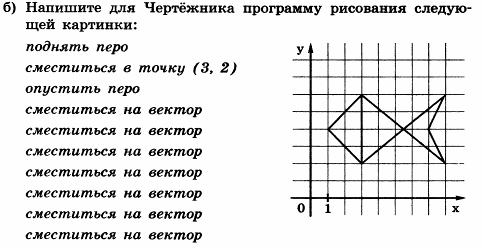 б) Напишите для Чертёжника программу рисования следую-
щей картинки:
поднять перо
сместиться в точку (3, 2)
опустить перо
сместиться на вектор
сместиться на вектор
сместиться на вектор
сместиться на вектор
сместиться на вектор
сместиться на вектор
сместиться на вектор
y
0 1 x